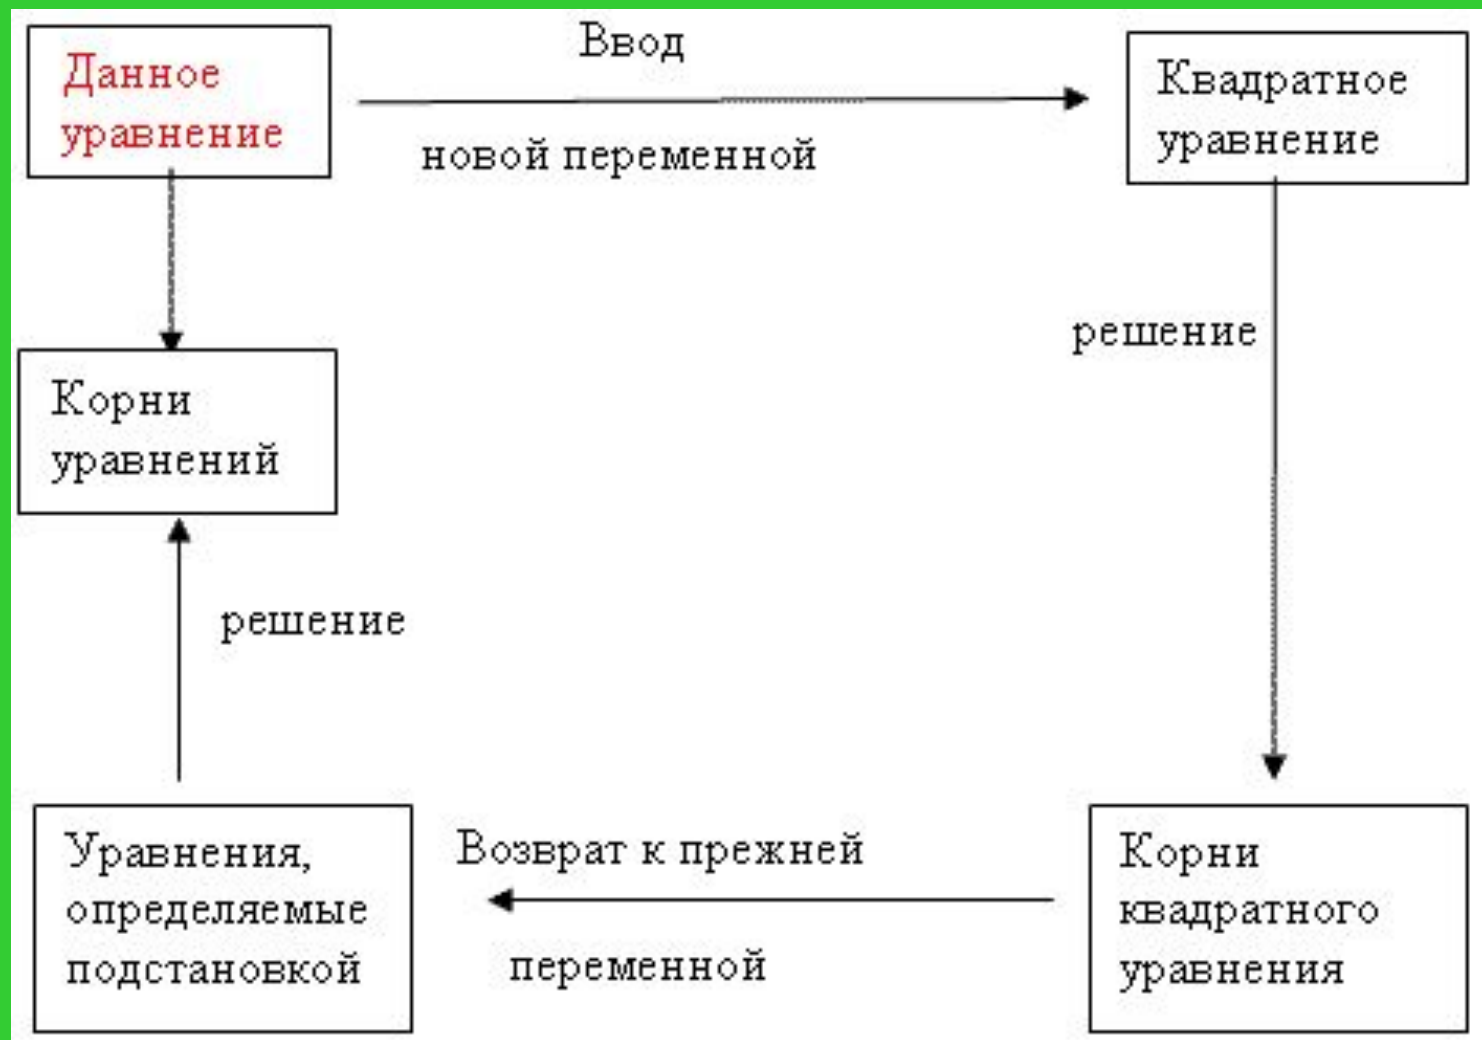 Данное
уравнение
Ввод
новой переменной
Квадратное
уравнение
решение
Корни
уравнений
решение
Уравнения,
определяемые
подстановкой
Возврат к прежней
переменной
Корни
квадратного
уравнения